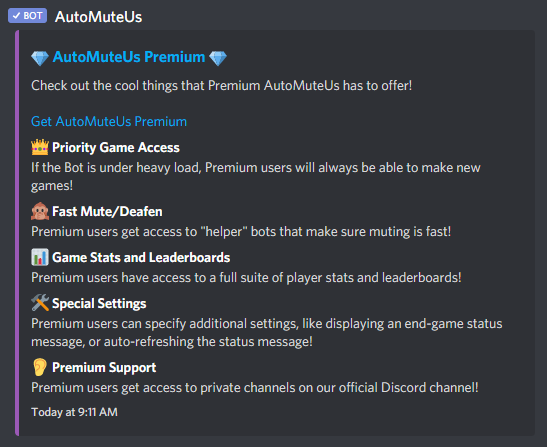 ✓ BOT AutoMuteUs
💎 AutoMuteUs Premium 💎
Check out the cool things that Premium AutoMuteUs has to offer!
Get AutoMuteUs Premium
👑 Priority Game Access
If the Bot is under heavy load, Premium users will always be able to make new
games!
🙊 Fast Mute/Deafen
Premium users get access to "helper" bots that make sure muting is fast!
📊 Game Stats and Leaderboards
Premium users have access to a full suite of player stats and leaderboards!
🛠 Special Settings
Premium users can specify additional settings, like displaying an end-game status
message, or auto-refreshing the status message!
👂 Premium Support
Premium users get access to private channels on our official Discord channel!
Today at 9:11 AM